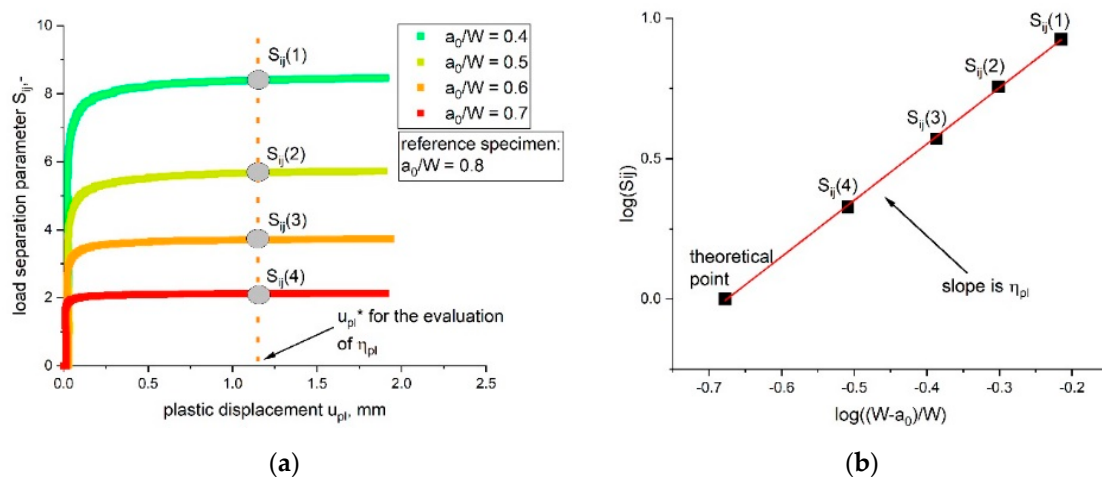 10
8
6
4
2
0
load separation parameter Sij,-
0.0 0.5 1.0 1.5 2.0 2.5
plastic displacement upl, mm
Sij(1)
Sij(2)
Sij(3)
Sij(4)
a0/W = 0.4
a0/W = 0.5
a0/W = 0.6
a0/W = 0.7
reference specimen:
a0/W = 0.8
upl* for the evaluation
of ηpl
(a)
1.0
0.5
0.0
log(Sij)
-0.7 -0.6 -0.5 -0.4 -0.3 -0.2
log((W-a0)/W)
Sij(1)
Sij(2)
Sij(3)
Sij(4)
theoretical
point
slope is ηpl
(b)